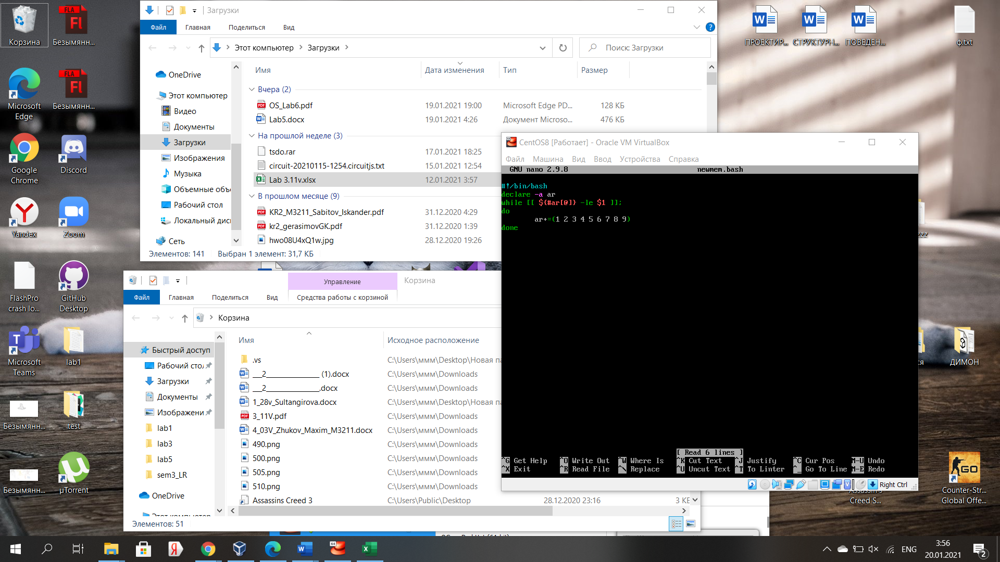 Корзина
Безымянн...
Microsoft
Edge
Безымянн...
Google
Chrome
Discord
Yandex
Zoom
FlashPro
crash lo...
GitHub
Desktop
Microsoft
Teams
lab1
Безымянн...
test
Безымянн...
µTorrent
Загрузки
Файл
Главная
Поделиться
Вид
Этот компьютер
Загрузки
Поиск: Загрузки
OneDrive
Этот компьютер
Видео
Документы
Загрузки
Изображения
Музыка
Объемные объ
Рабочий стол
Локальный дис
Сеть
Имя Дата изменения Тип Размер
Вчера (2)
OS_Lab6.pdf 19.01.2021 19:00 Microsoft Edge PD... 128 КБ
Lab5.docx 19.01.2021 4:26 Документ Microso... 476 КБ
На прошлой неделе (3)
tsdo.rar 17.01.2021 18:25
circuit-20210115-1254.circuitjs.txt 15.01.2021 12:54
Lab 3.11v.xlsx 12.01.2021 3:57
В прошлом месяце (9)
KR2_M3211_Sabitov_Iskander.pdf 31.12.2020 4:29
kr2_gerasimovGK.pdf 31.12.2020 1:39
hwo08U4xQ1w.jpg 28.12.2020 19:26
Элементов: 141 Выбран 1 элемент: 31,7 КБ
Управление
Корзина
Файл
Главная
Поделиться
Вид
Средства работы с корзиной
Корзина
Быстрый доступ
Рабочий стол
Загрузки
Документы
Изображени
lab1
lab3
lab5
sem3_LR
OneDrive
Этот компьютер
Имя Исходное расположение
.vs C:\Users\ммм\Desktop\Новая па
__2______________ (1).docx C:\Users\ммм\Downloads
__2______________.docx C:\Users\ммм\Downloads
1_28v_Sultangirova.docx C:\Users\ммм\Desktop\Новая па
3_11V.pdf C:\Users\ммм\Downloads
4_03V_Zhukov_Maxim_M3211.docx C:\Users\ммм\Downloads
490.png C:\Users\ммм\Downloads
500.png C:\Users\ммм\Downloads
505.png C:\Users\ммм\Downloads
510.png C:\Users\ммм\Downloads
Assassins Creed 3 C:\Users\Public\Desktop 28.12.2020 23:16 3 КБ
Элементов: 51
CentOS8 [Работает] - Oracle VM VirtualBox
Файл Машина Вид Ввод Устройства Справка
GNU nano 2.9.8 newmem.bash
#!/bin/bash
declare -a ar
while [[ ${#ar[@]} -le $1 ]];
do
ar+=(1 2 3 4 5 6 7 8 9)
done
[ Read 6 lines ]
^G Get Help ^O Write Out ^W Where Is ^K Cut Text ^J Justify ^C Cur Pos M-U Undo
^X Exit ^R Read File ^\ Replace ^U Uncut Text ^T To Linter ^_ Go To Line M-E Redo
Right Ctrl
ПРОЕКТИР...
СТРУКТУРН...
ПОВЕДЕН...
ф.txt
zzz
ся
ДИМОН
Assassin's
Creed S...
Counter-Str...
Global Offe...
ENG
3:56
20.01.2021
2